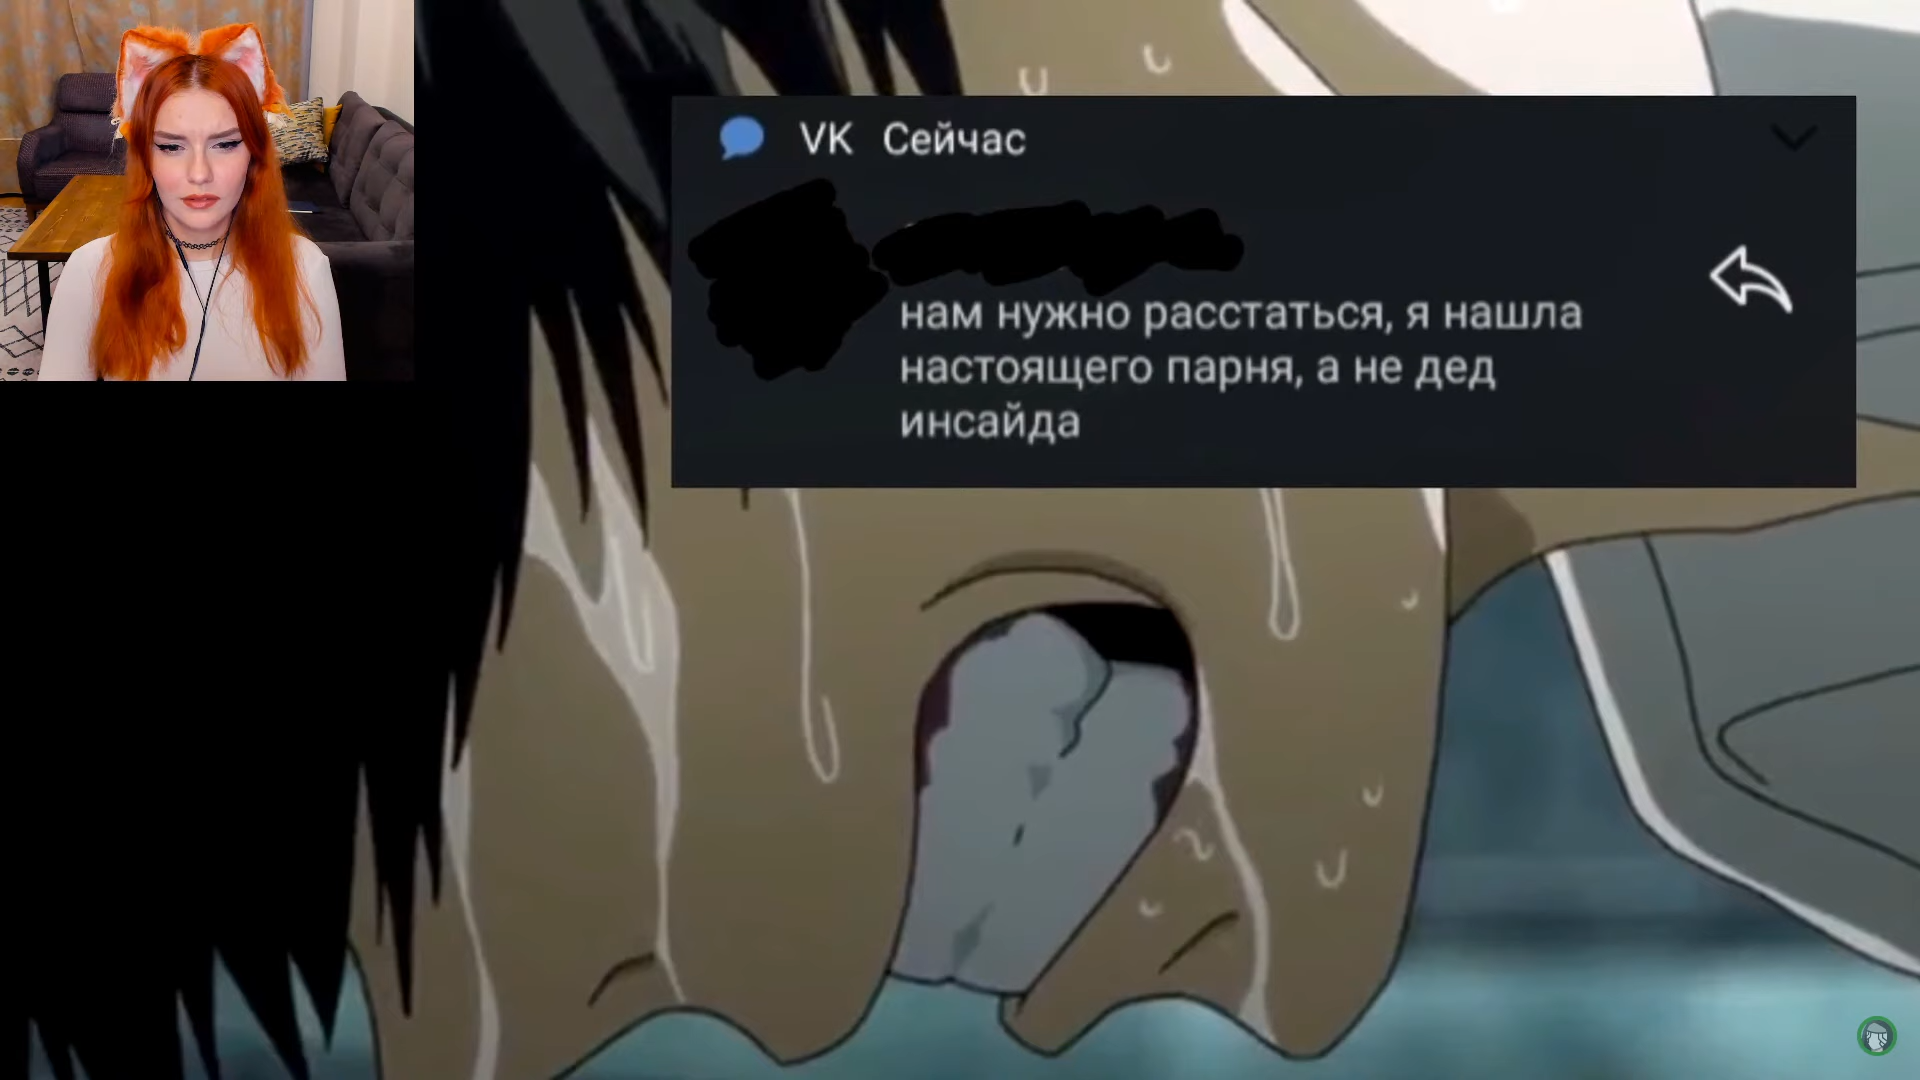 VK Сейчас
нам нужно расстаться, я нашла
настоящего парня, а не дед
инсайда